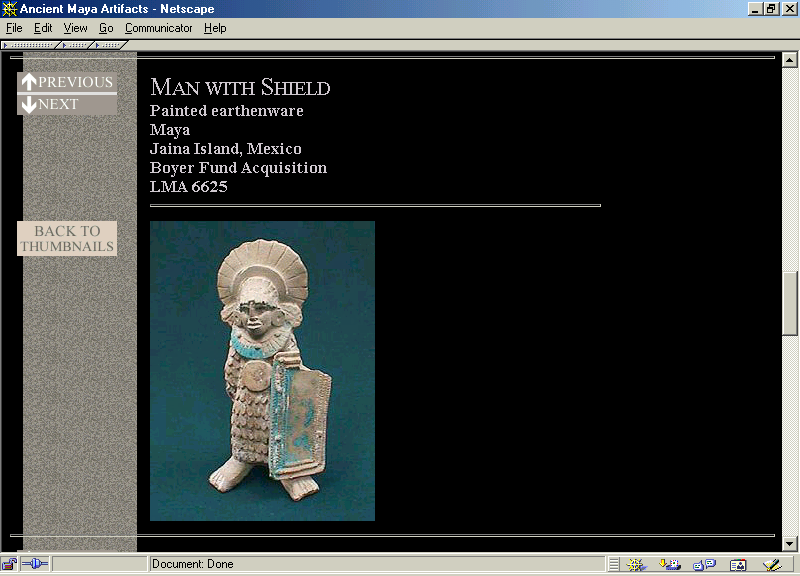 Ancient Maya Artifacts - Netscape
File Edit View Go Communicator Help
PREVIOUS
NEXT
MAN WITH SHIELD
Painted earthenware
Maya
Jaina Island, Mexico
Boyer Fund Acquisition
LMA 6625
BACK TO
THUMBNAILS
Document: Done